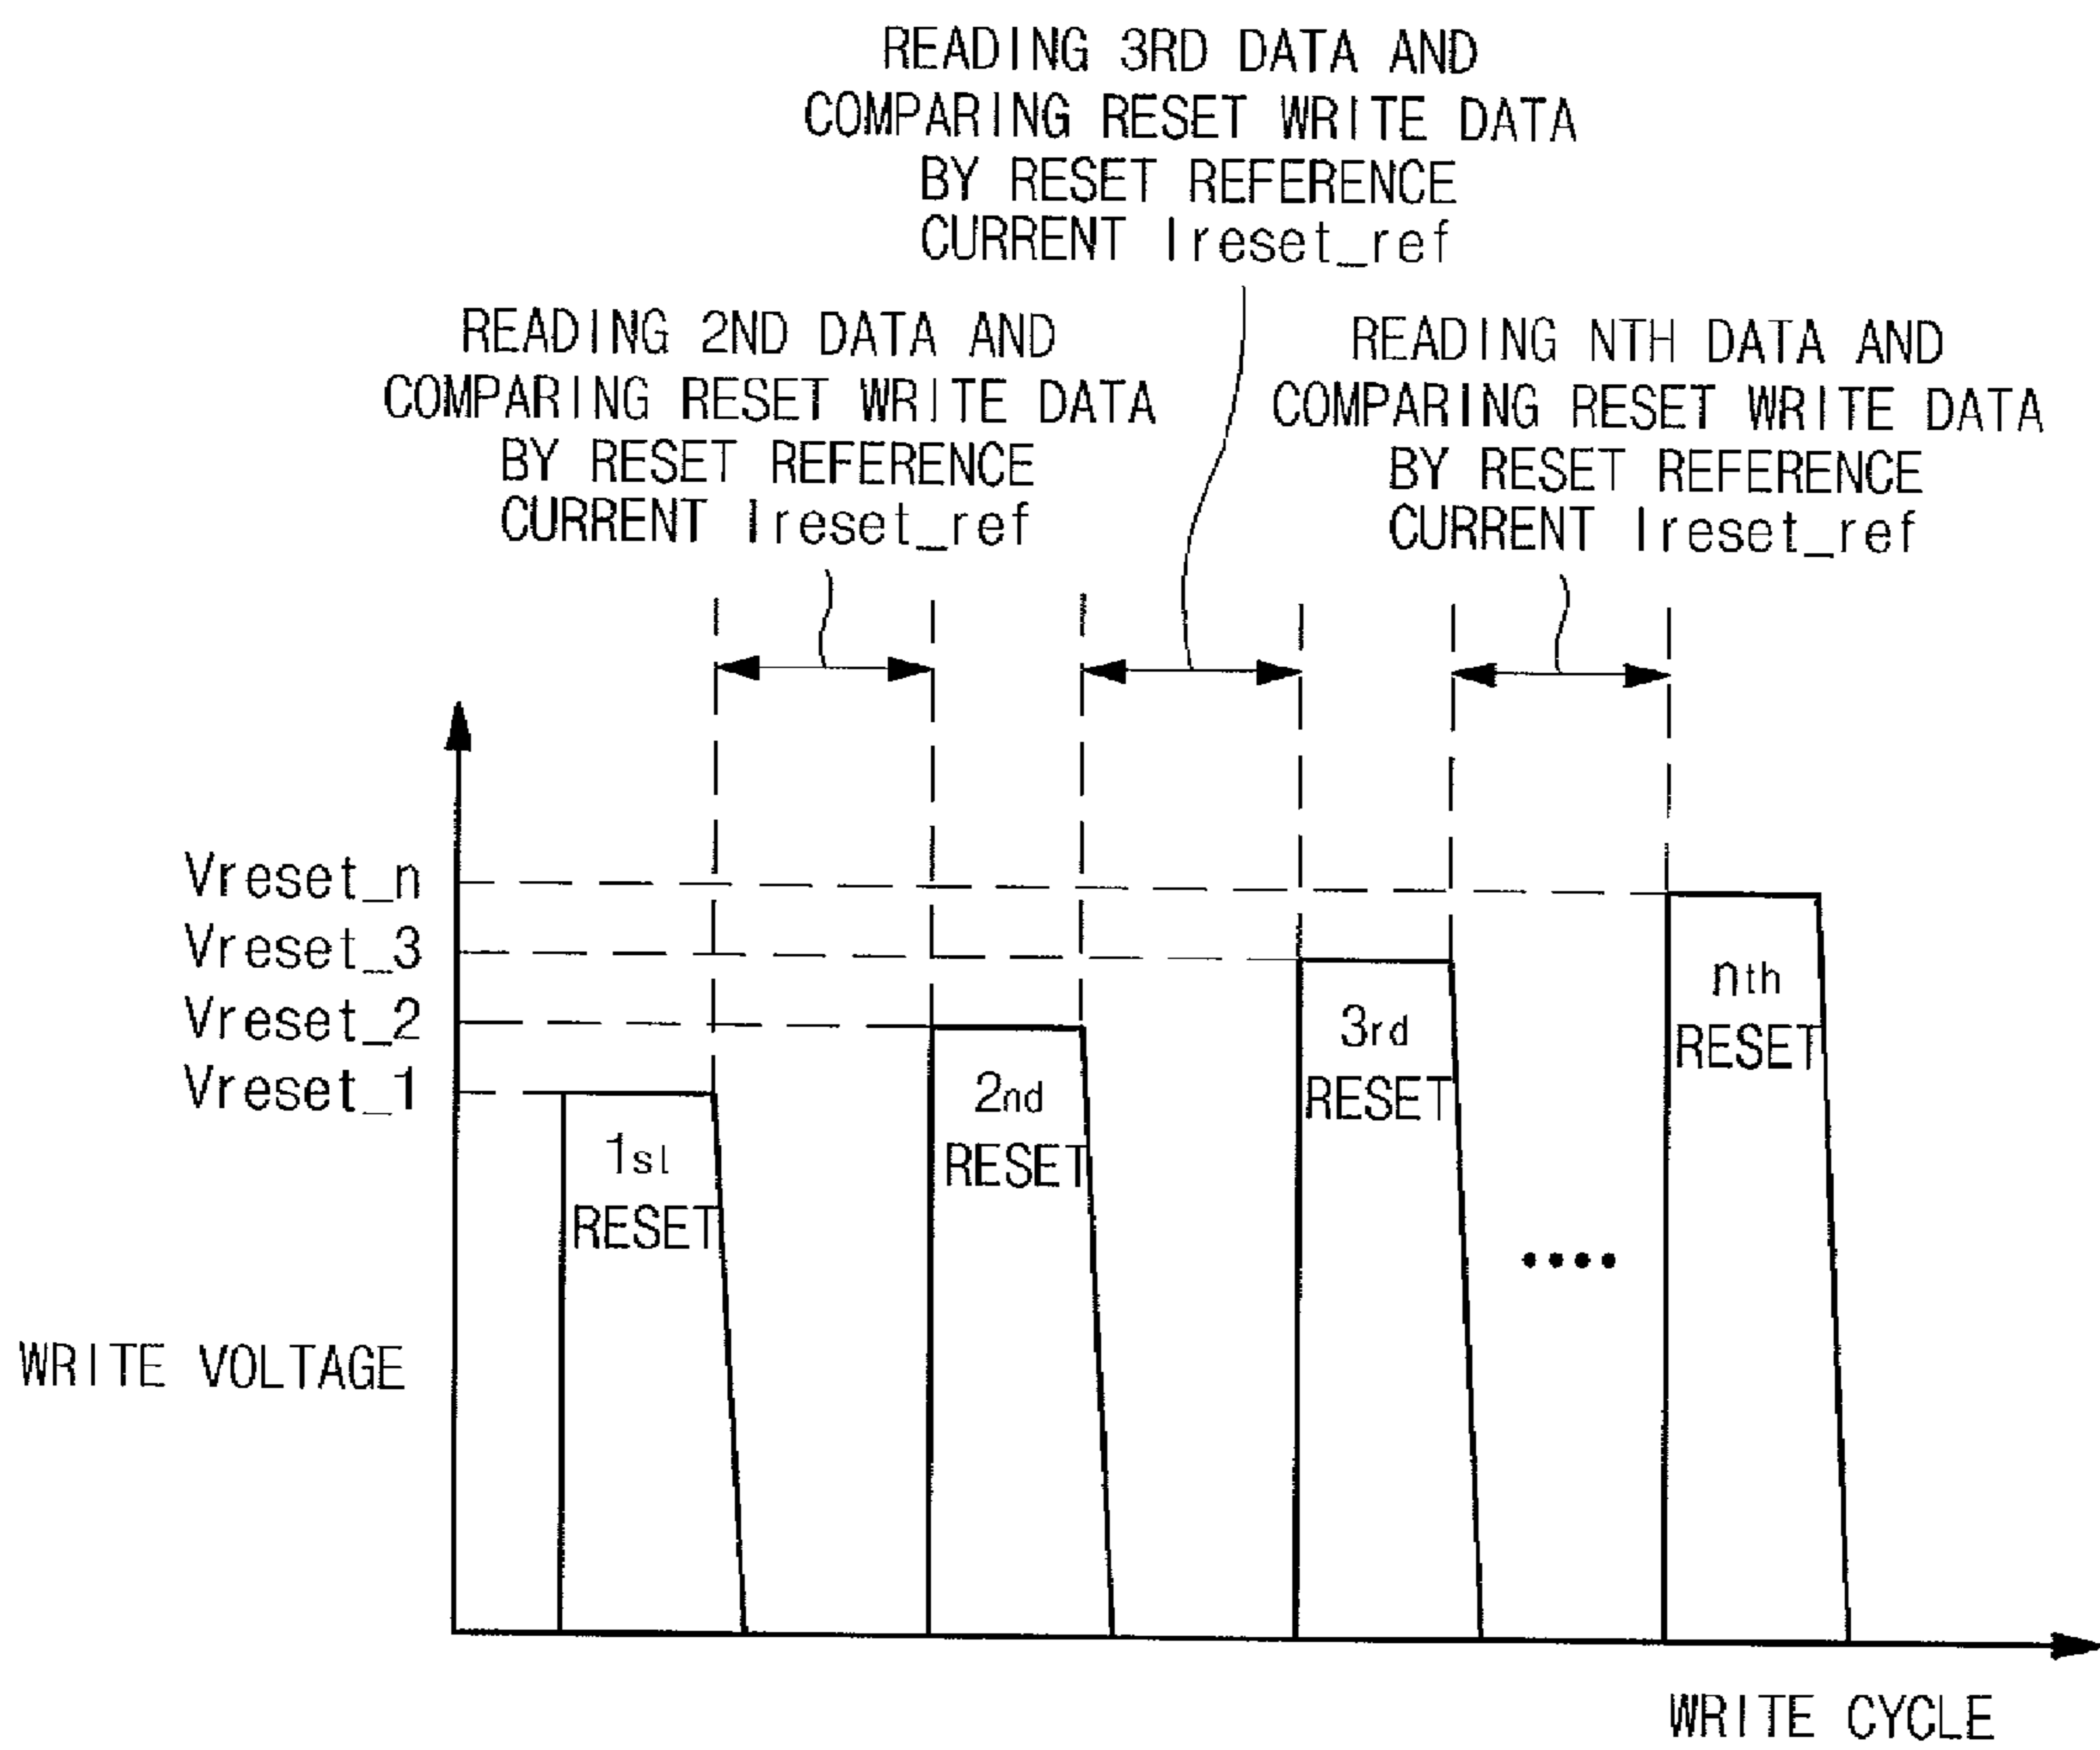 READING 3RD DATA AND
COMPARING RESET WRITE DATA
BY RESET REFERENCE
CURRENT Ireset_ref
READING 2ND DATA AND
COMPARING RESET WRITE DATA
BY RESET REFERENCE
CURRENT Ireset_ref
READING NTH DATA AND
COMPARING RESET WRITE DATA
BY RESET REFERENCE
CURRENT Ireset_ref
Vreset_n
Vreset_3
Vreset_2
Vreset_1
1st
RESET
2nd
RESET
3rd
RESET
....
nth
RESET
WRITE VOLTAGE
WRITE CYCLE